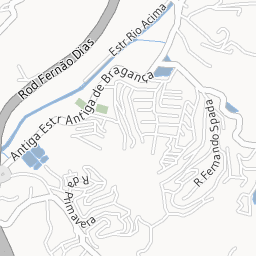 Estr Rio Acima
Rod Fernão Dias
Antiga Estr Antiga de Bragança
R Fernando Spada
R da Primavera